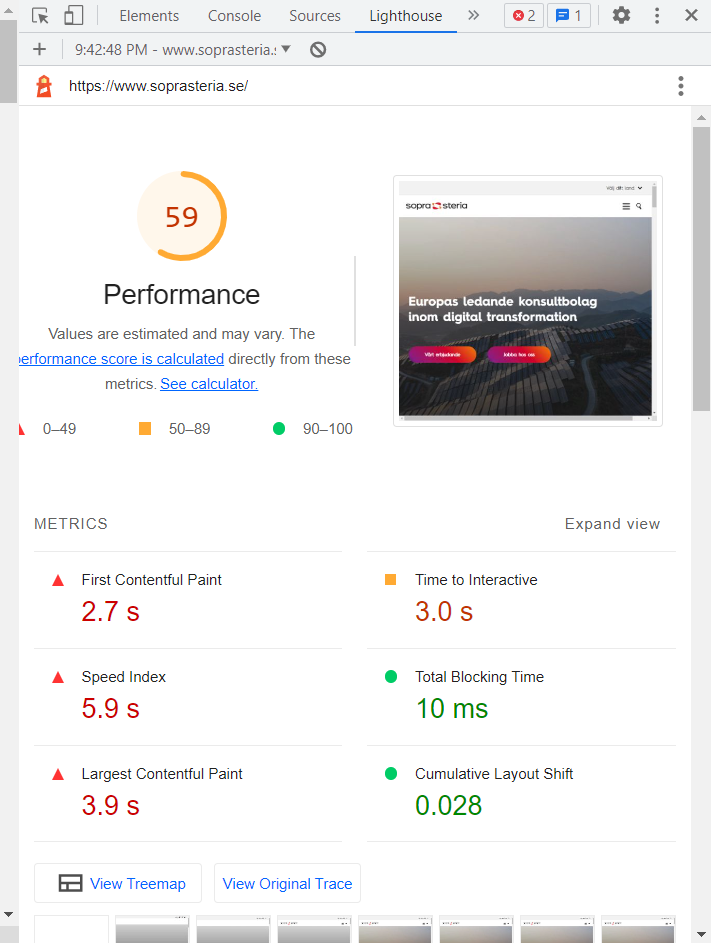 Elements Console Sources Lighthouse 2 1
9:42:48 PM - www.soprasteria.
https://www.soprasteria.se/
59
Performance
Values are estimated and may vary. The
performance score is calculated directly from these
metrics. See calculator.
0–49 50–89 90–100
Välj ditt land
sopra steria
Europas ledande konsultbolag
inom digital transformation
Vårt erbjudande Jobba hos oss
METRICS Expand view
First Contentful Paint
2.7 s
Time to Interactive
3.0 s
Speed Index
5.9 s
Total Blocking Time
10 ms
Largest Contentful Paint
3.9 s
Cumulative Layout Shift
0.028
View Treemap View Original Trace